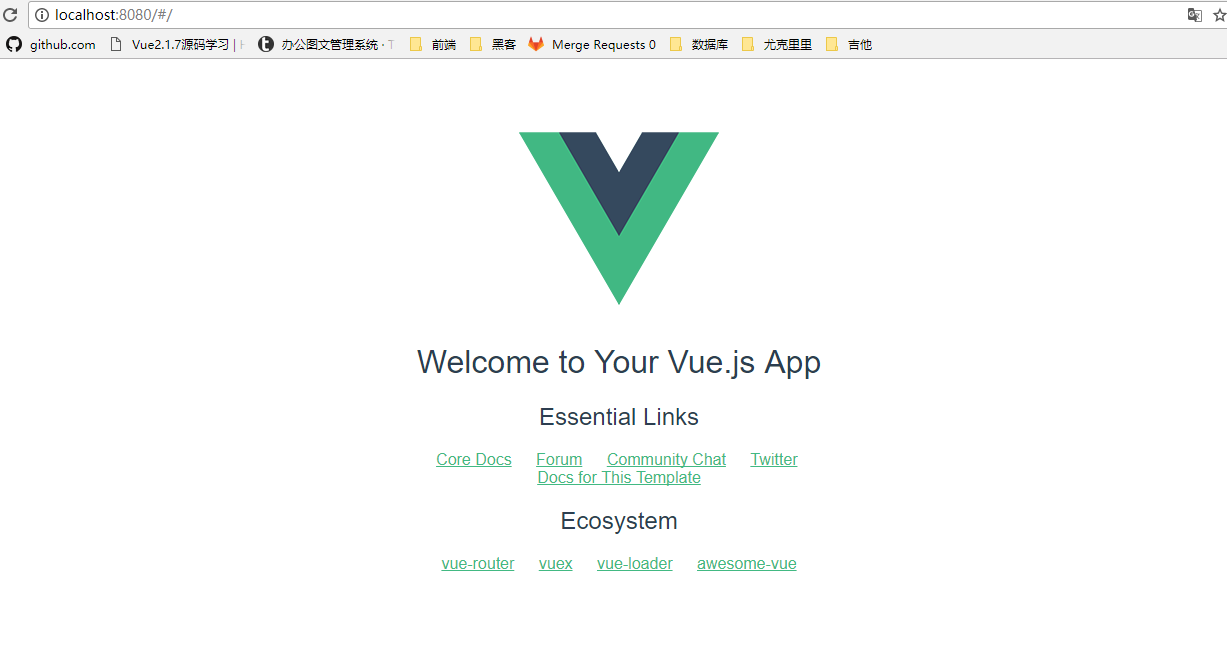 localhost:8080/#/
github.com Vue2.1.7源码学习 | 办公图文管理系统 · T 前端 黑客 Merge Requests 0 数据库 尤克里里 吉他
Welcome to Your Vue.js App
Essential Links
Core Docs Forum Community Chat Twitter
Docs for This Template
Ecosystem
vue-router vuex vue-loader awesome-vue